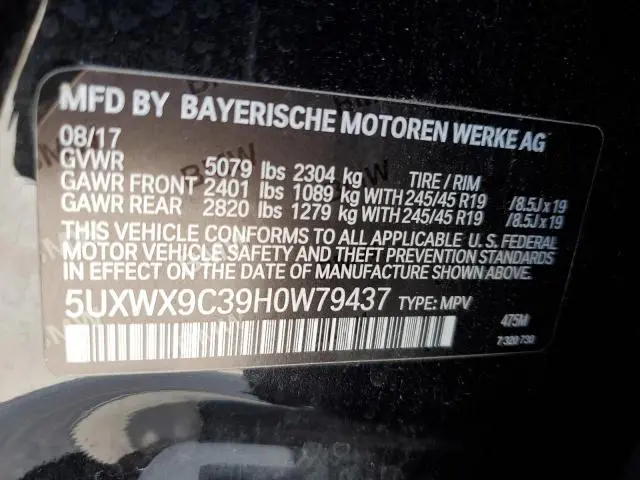 MFD BY BAYERISCHE MOTOREN WERKE AG
08/17
GVWR 5079 lbs 2304 kg TIRE / RIM
GAWR FRONT 2401 lbs 1089 kg WITH 245/45 R19 /8.5J x 19
GAWR REAR 2820 lbs 1279 kg WITH 245/45 R19 /8.5J x 19
THIS VEHICLE CONFORMS TO ALL APPLICABLE U.S. FEDERAL
MOTOR VEHICLE SAFETY AND THEFT PREVENTION STANDARDS
IN EFFECT ON THE DATE OF MANUFACTURE SHOWN ABOVE.
5UXWX9C39H0W79437 TYPE: MPV
475M
7 320 730